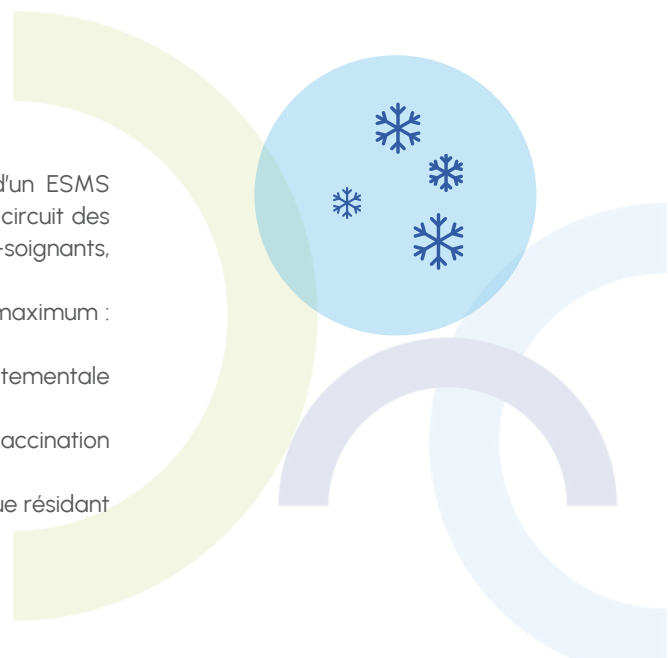 d'un ESMS
circuit des
-soignants,
maximum :
tementale
accination
ue résidant